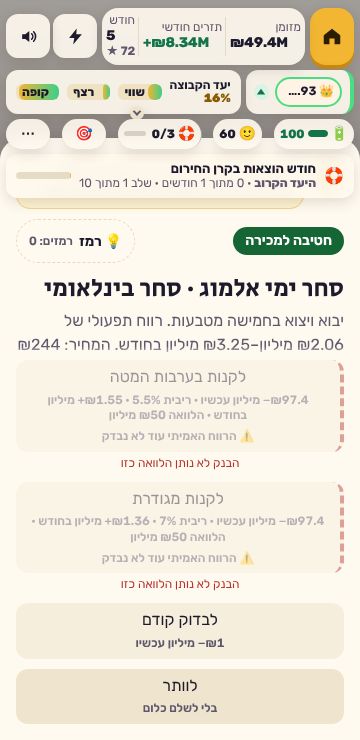 מזומן
₪49.4M
תזרים חודשי
+₪8.34M
חודש
5
★ 72
👑 93....
יעד הקבוצה
16%
שווי
רצף
קופה
🔋 100
🙂 60
🛟 0/3
🎯
⋯
🛟 חודש הוצאות בקרן החירום
היעד הקרוב · 0 מתוך 1 חודשים · שלב 1 מתוך 10
חטיבה למכירה
💡 רמז רמזים: 0
סחר ימי אלמוג · סחר בינלאומי
יבוא ויצוא בחמישה מטבעות. רווח תפעולי של
₪2.06 מיליון–₪3.25 מיליון בחודש. המחיר: ₪244
לקנות בערבות המטה
−₪97.4 מיליון עכשיו · ריבית 5.5% · +₪1.55 מיליון
בחודש · הלוואה ₪50 מיליון
⚠️ הרווח האמיתי עוד לא נבדק
הבנק לא נותן הלוואה כזו
לקנות מגודרת
−₪97.4 מיליון עכשיו · ריבית 7% · +₪1.36 מיליון בחודש ·
הלוואה ₪50 מיליון
⚠️ הרווח האמיתי עוד לא נבדק
הבנק לא נותן הלוואה כזו
לבדוק קודם
−₪1 מיליון עכשיו
לוותר
בלי לשלם כלום